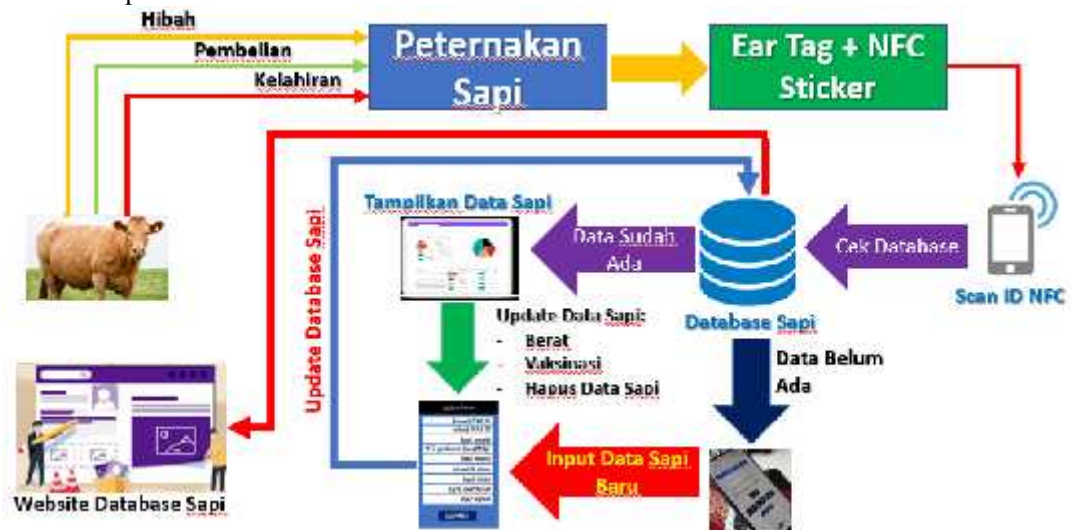 Hibah
Pembelian
Kelahiran
Peternakan
Sapi
Ear Tag + NFC
Sticker
Tampilkan Data Sapi
Data Sudah
Ada
Cek Database
Scan ID NFC
Update Database Sapi
Update Data Sapi:
- Berat
- Vaksinasi
- Hapus Data Sapi
Database Sapi
Data Belum
Ada
Input Data Sapi
Baru
Website Database Sapi